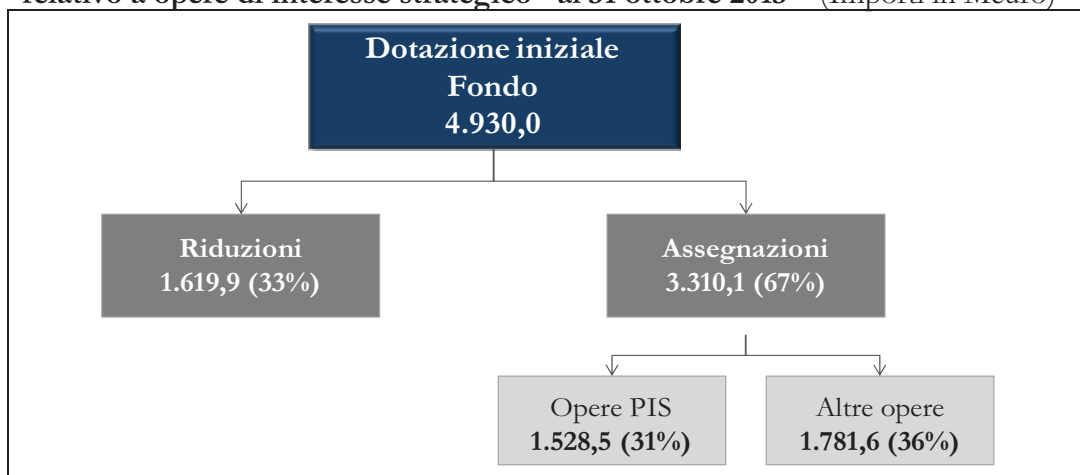 relativo a opere di interesse strategico - al 31 ottobre 2015 - (Importi in Meuro)
Dotazione iniziale
Fondo
4.930,0
Riduzioni
1.619,9 (33%)
Assegnazioni
3.310,1 (67%)
Opere PIS
1.528,5 (31%)
Altre opere
1.781,6 (36%)